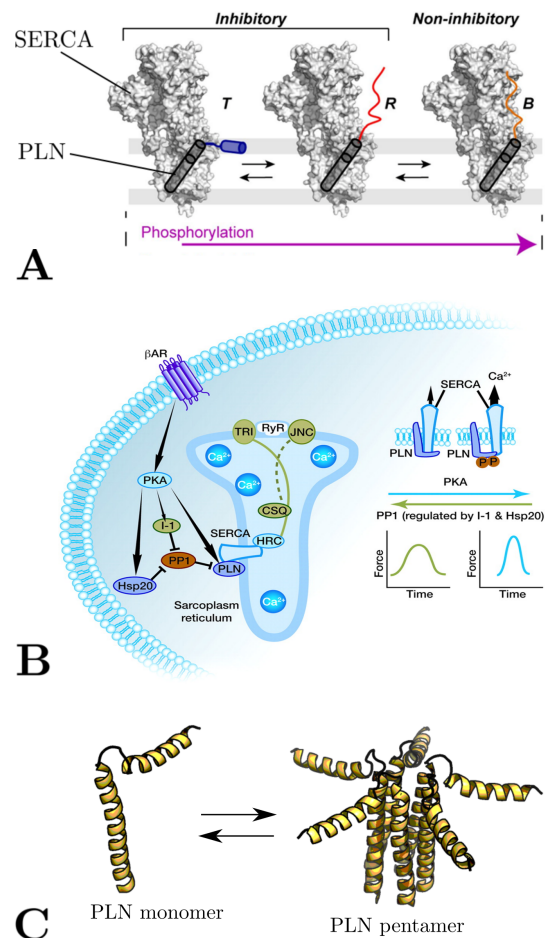 Inhibitory
Non-inhibitory
SERCA
T
R
B
PLN
Phosphorylation
A
βAR
TRI
RyR
JNC
Ca²⁺
Ca²⁺
Ca²⁺
PKA
CSQ
I-1
SERCA
HRC
PP1
PLN
Hsp20
Sarcoplasm
reticulum
Ca²⁺
SERCA
Ca²⁺
PLN
PLN
P
P
PKA
PP1 (regulated by I-1 & Hsp20)
Force
Time
Force
Time
B
PLN monomer
PLN pentamer
C